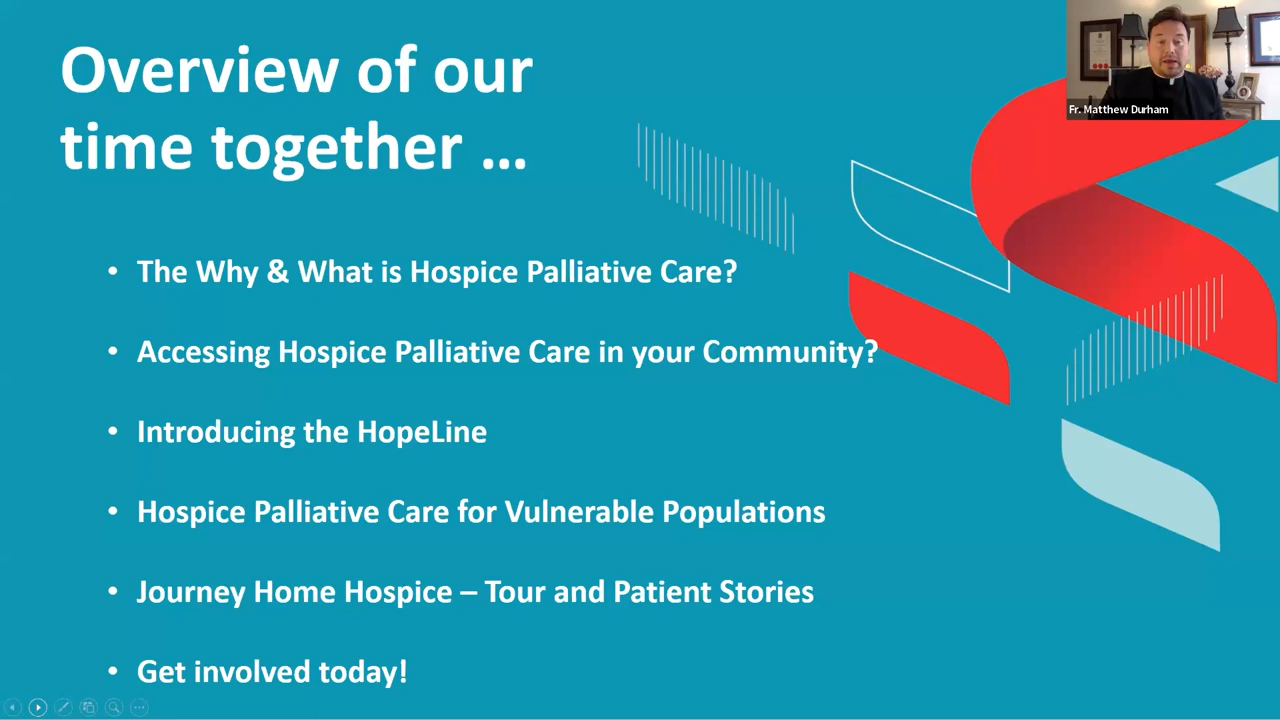 Overview of our
time together ...
• The Why & What is Hospice Palliative Care?
• Accessing Hospice Palliative Care in your Community?
• Introducing the HopeLine
• Hospice Palliative Care for Vulnerable Populations
• Journey Home Hospice – Tour and Patient Stories
• Get involved today!
Fr. Matthew Durham